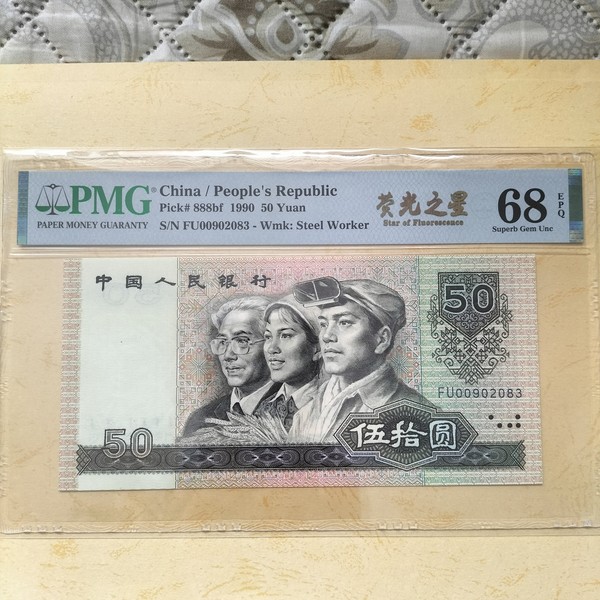 PMG
PAPER MONEY GUARANTY
China / People's Republic
Pick# 888bf 1990 50 Yuan
S/N FU00902083 - Wmk: Steel Worker
荧光之星
Star of Fluorescence
68
EPQ
Superb Gem Unc
中国人民银行
50
FU00902083
50
伍拾圆